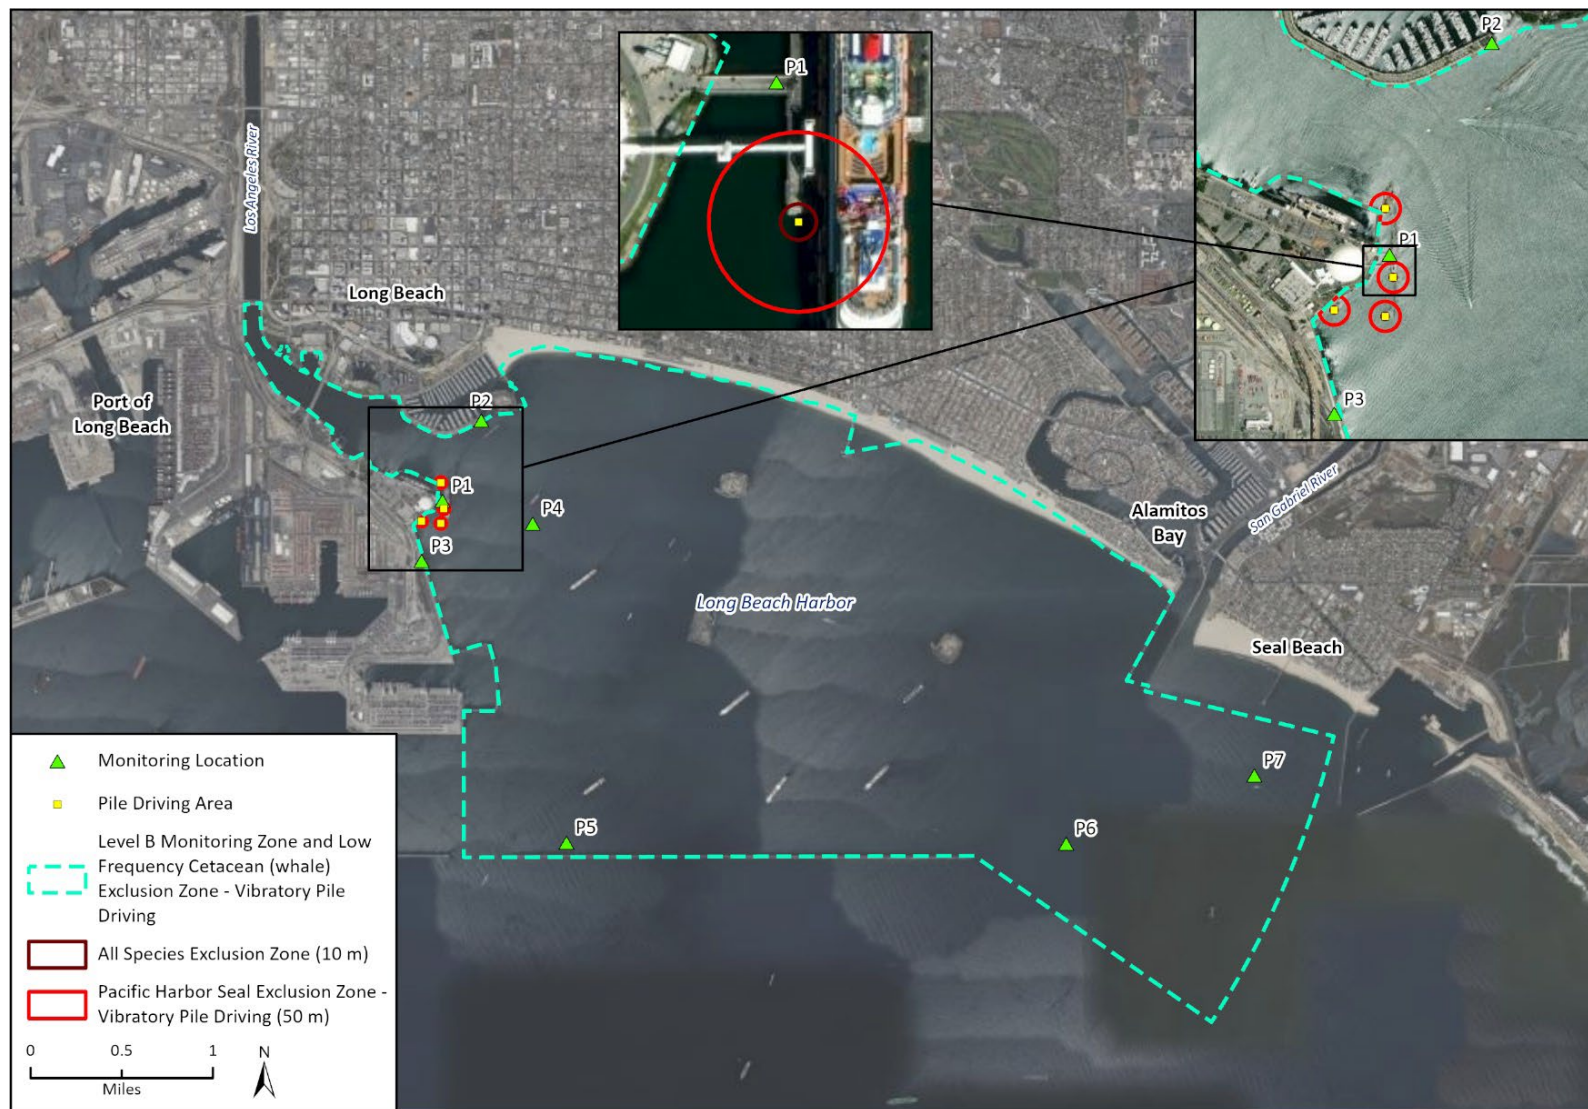 P1
P2
P1
P3
Los Angeles River
Long Beach
Port of
Long Beach
P2
P1
P4
P3
Long Beach Harbor
Alamitos
Bay
San Gabriel River
Seal Beach
P7
P5
P6
Monitoring Location
Pile Driving Area
Level B Monitoring Zone and Low
Frequency Cetacean (whale)
Exclusion Zone - Vibratory Pile
Driving
All Species Exclusion Zone (10 m)
Pacific Harbor Seal Exclusion Zone -
Vibratory Pile Driving (50 m)
0 0.5 1
Miles
N